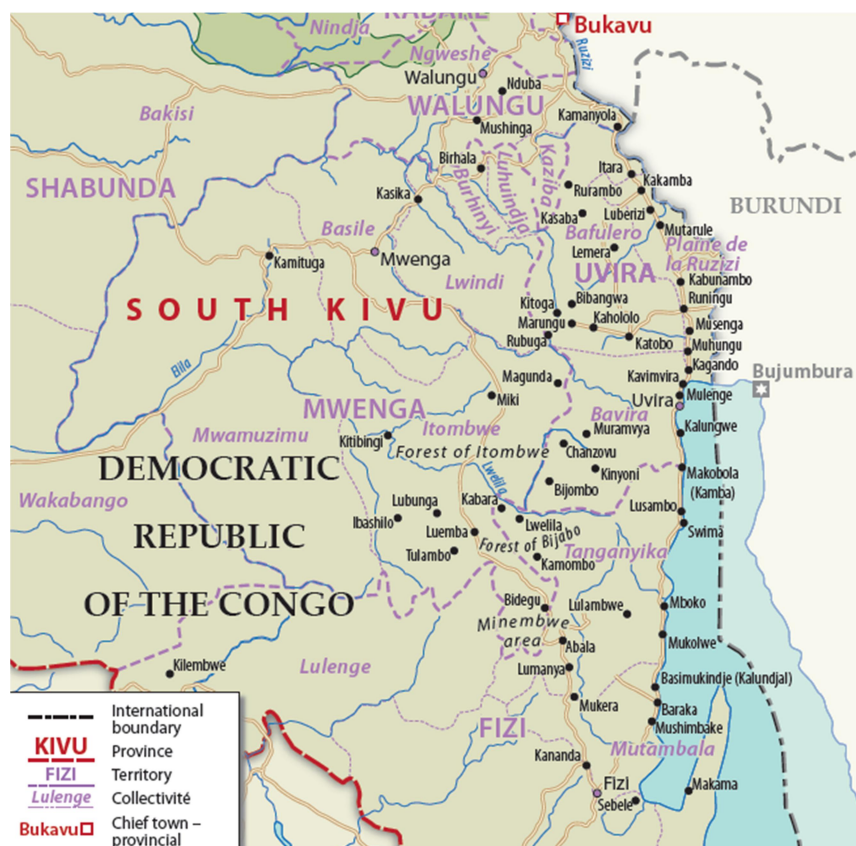 KABARE
Nindja
Bukavu
Ngweshe
Ruzizi
Walungu
Nduba
WALUNGU
Bakisi
Kamanyola
Mushinga
Birhala
Kaziba
Luhuindja
Burhinyi
Itara
SHABUNDA
Rurambo
Kakamba
Kasika
Kasaba
Luberizi
BURUNDI
Basile
Bafulero
Mutarule
Lemera
Plaine de
la Ruzizi
Mwenga
Kamituga
UVIRA
Lwindi
Kabunambo
SOUTH KIVU
Kitoga
Bibangwa
Runingu
Marungu
Kahololo
Musenga
Rubuga
Katobo
Muhungu
Elila
Kagando
Magunda
Kavimvira
Bujumbura
Miki
Uvira
Mulenge
MWENGA
Bavira
Mwamuzimu
Itombwe
Muramvya
Kalungwe
Kitibingi
Forest of Itombwe
Chanzovu
DEMOCRATIC
Lwelila
Kinyoni
Makobola
(Kamba)
Wakabango
Bijombo
Lubunga
Kabara
Lusambo
Ibashilo
Lwelila
REPUBLIC
Luemba
Forest of Bijabo
Swima
Tulambo
Tanganyika
Kamombo
OF THE CONGO
Bidegu
Lulambwe
Mboko
Minembwe
area
Abala
Mukolwe
Kilembwe
Lulenge
Lumanya
Basimukindje (Kalundjal)
Mukera
Baraka
FIZI
Mushimbake
Mutambala
Kananda
Fizi
Makama
Sebele
International
boundary
KIVU
Province
FIZI
Territory
Lulenge
Collectivité
Bukavu
Chief town –
provincial